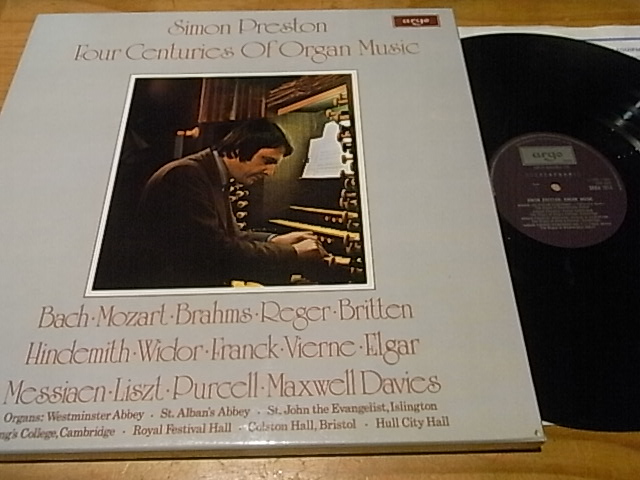 Simon Preston
argo
Four Centuries Of Organ Music
Bach·Mozart·Brahms·Reger·Britten
Hindemith·Widor·Franck·Vierne·Elgar
Messiaen·Liszt·Purcell·Maxwell Davies
Organs: Westminster Abbey · St. Alban's Abbey · St. John the Evangelist, Islington
ng's College, Cambridge · Royal Festival Hall · Colston Hall, Bristol · Hull City Hall
argo